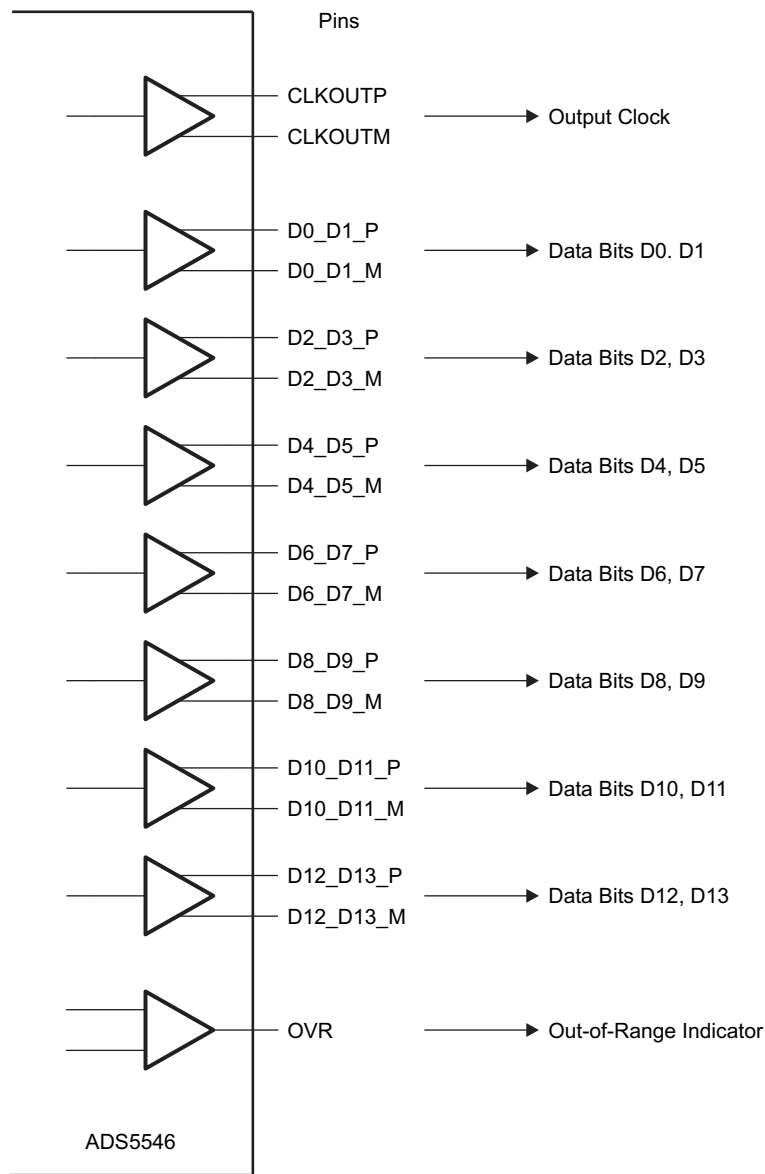 Pins
CLKOUTP
CLKOUTM
Output Clock
D0_D1_P
D0_D1_M
Data Bits D0. D1
D2_D3_P
D2_D3_M
Data Bits D2, D3
D4_D5_P
D4_D5_M
Data Bits D4, D5
D6_D7_P
D6_D7_M
Data Bits D6, D7
D8_D9_P
D8_D9_M
Data Bits D8, D9
D10_D11_P
D10_D11_M
Data Bits D10, D11
D12_D13_P
D12_D13_M
Data Bits D12, D13
OVR
Out-of-Range Indicator
ADS5546